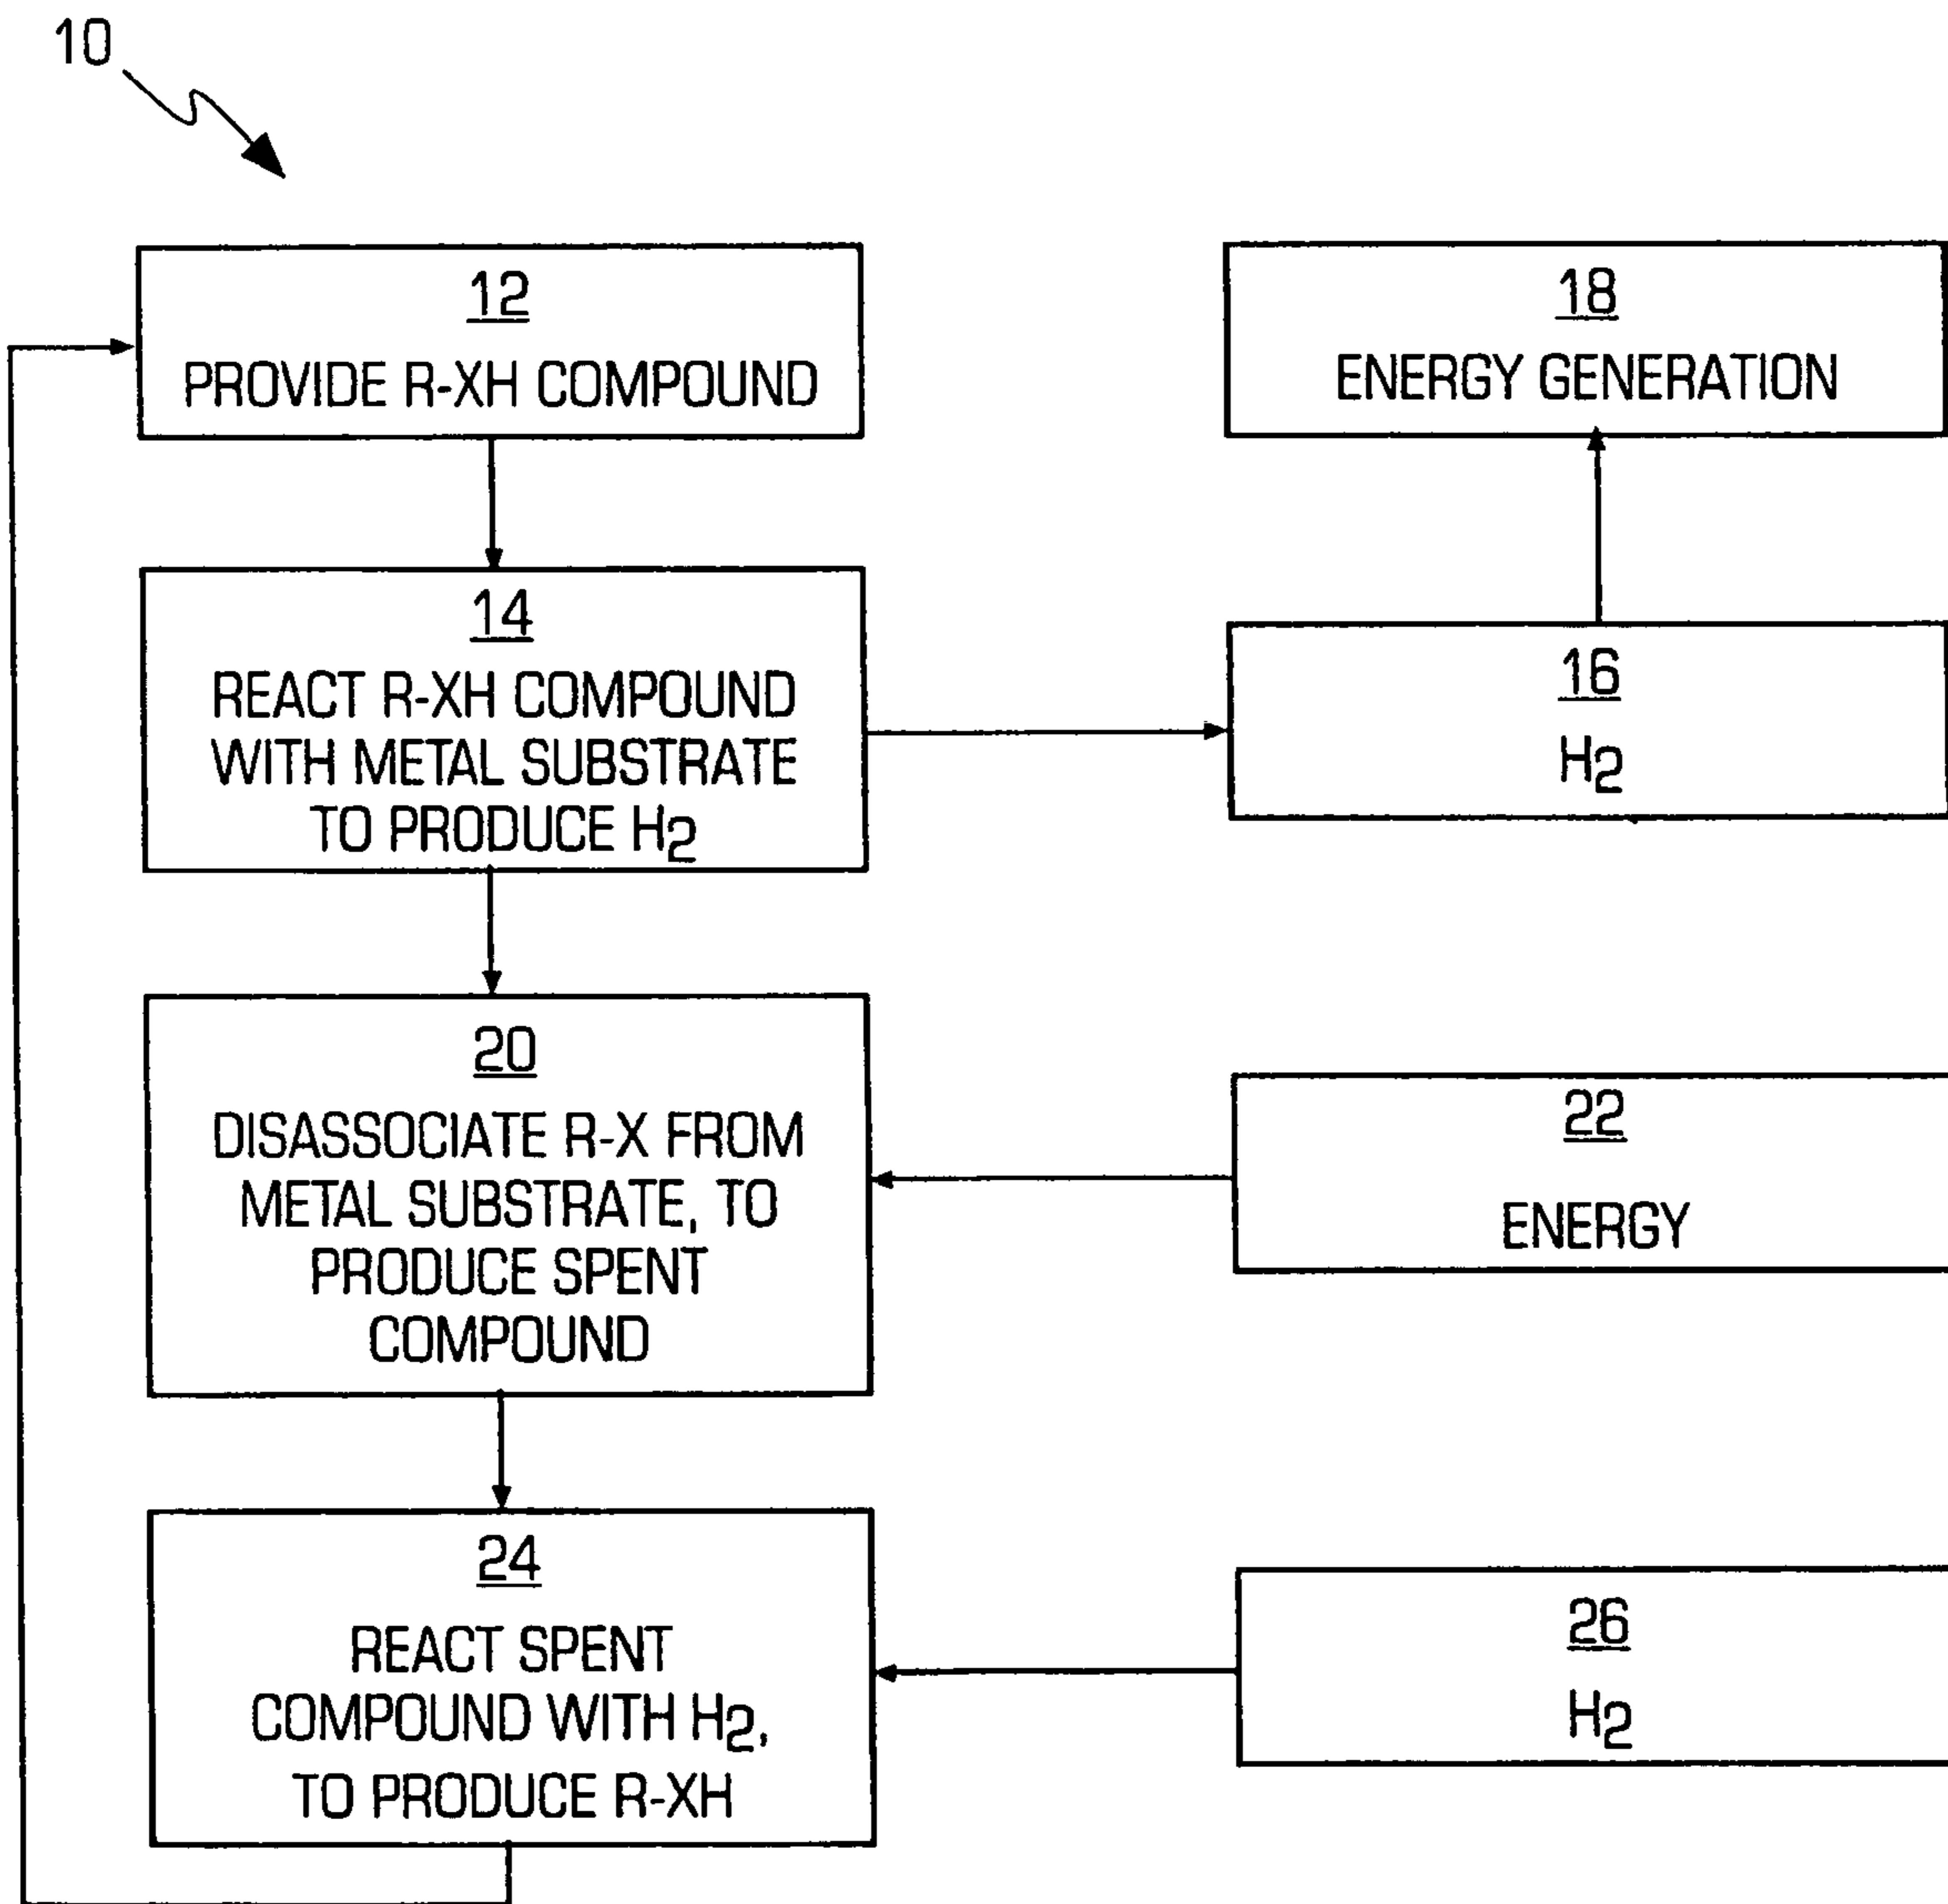 10
12
PROVIDE R-XH COMPOUND
14
REACT R-XH COMPOUND
WITH METAL SUBSTRATE
TO PRODUCE H2
16
H2
18
ENERGY GENERATION
20
DISASSOCIATE R-X FROM
METAL SUBSTRATE, TO
PRODUCE SPENT
COMPOUND
22
ENERGY
24
REACT SPENT
COMPOUND WITH H2,
TO PRODUCE R-XH
26
H2